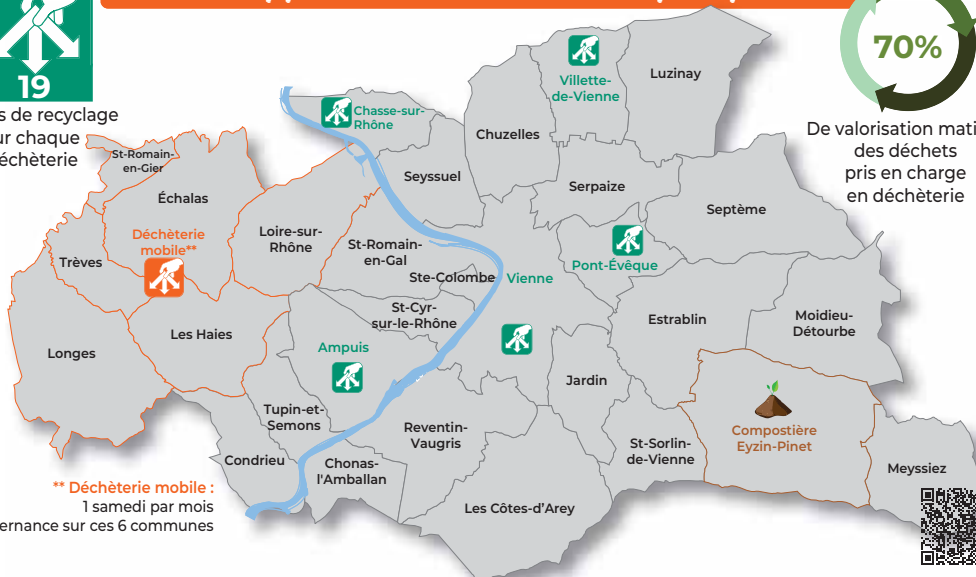 19
de recyclage
chaque
70%
De valorisation
des déchets
pris en charge
en déchèterie
Villette-
de-Vienne
Luzinay
Chasse-sur-
Rhône
Chuzelles
St-Romain-
en-Gier
Seyssuel
Serpaize
Échalas
Septème
Déchèterie
mobile**
Loire-sur-
Rhône
St-Romain-
en-Gal
Trèves
Ste-Colombe
Vienne
Pont-Évêque
St-Cyr-
sur-le-Rhône
Estrablin
Moidieu-
Détourbe
Les Haies
Longes
Ampuis
Jardin
Tupin-et-
Semons
Reventin-
Vaugris
Compostière
Eyzin-Pinet
St-Sorlin-
de-Vienne
Condrieu
Chonas-
l'Amballan
Meyssiez
Les Côtes-d'Arey
** Déchèterie mobile :
1 samedi par mois
sur ces 6 communes